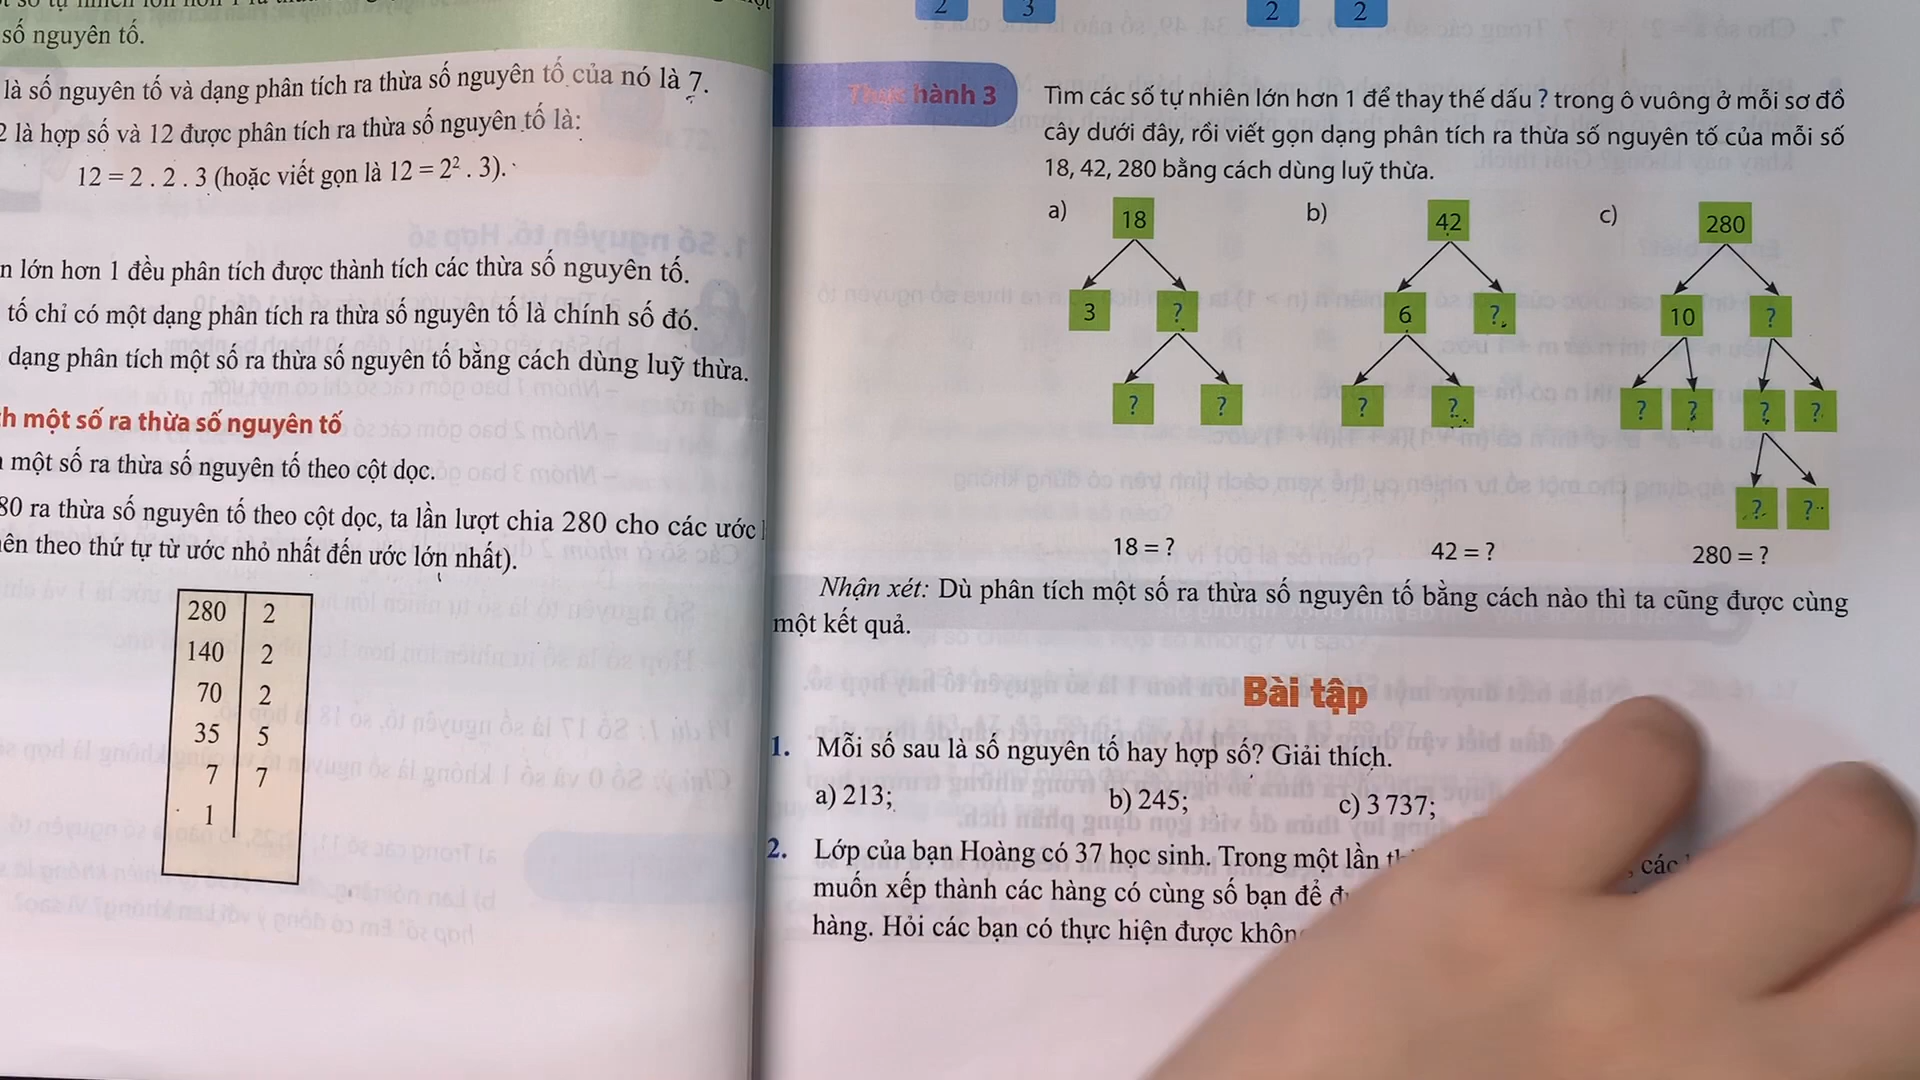 số nguyên tố.
là số nguyên tố và dạng phân tích ra thừa số nguyên tố của nó là 7.
2 là hợp số và 12 được phân tích ra thừa số nguyên tố là:
12 = 2 . 2 . 3 (hoặc viết gọn là 12 = 2² . 3).
n lớn hơn 1 đều phân tích được thành tích các thừa số nguyên tố.
tố chỉ có một dạng phân tích ra thừa số nguyên tố là chính số đó.
dạng phân tích một số ra thừa số nguyên tố bằng cách dùng luỹ thừa.
h một số ra thừa số nguyên tố
một số ra thừa số nguyên tố theo cột dọc.
80 ra thừa số nguyên tố theo cột dọc, ta lần lượt chia 280 cho các ước
ên theo thứ tự từ ước nhỏ nhất đến ước lớn nhất).
280 2
140 2
70 2
35 5
7 7
1
2 3 2 2
Thực hành 3
Tìm các số tự nhiên lớn hơn 1 để thay thế dấu ? trong ô vuông ở mỗi sơ đồ
cây dưới đây, rồi viết gọn dạng phân tích ra thừa số nguyên tố của mỗi số
18, 42, 280 bằng cách dùng luỹ thừa.
a) 18 b) 42 c) 280
3 ? 6 ? 10 ?
? ? ? ? ? ? ? ?
? ?
18 = ? 42 = ? 280 = ?
Nhận xét: Dù phân tích một số ra thừa số nguyên tố bằng cách nào thì ta cũng được cùng
một kết quả.
Bài tập
1. Mỗi số sau là số nguyên tố hay hợp số? Giải thích.
a) 213; b) 245; c) 3 737;
2. Lớp của bạn Hoàng có 37 học sinh. Trong một lần , các
muốn xếp thành các hàng có cùng số bạn để
hàng. Hỏi các bạn có thực hiện được